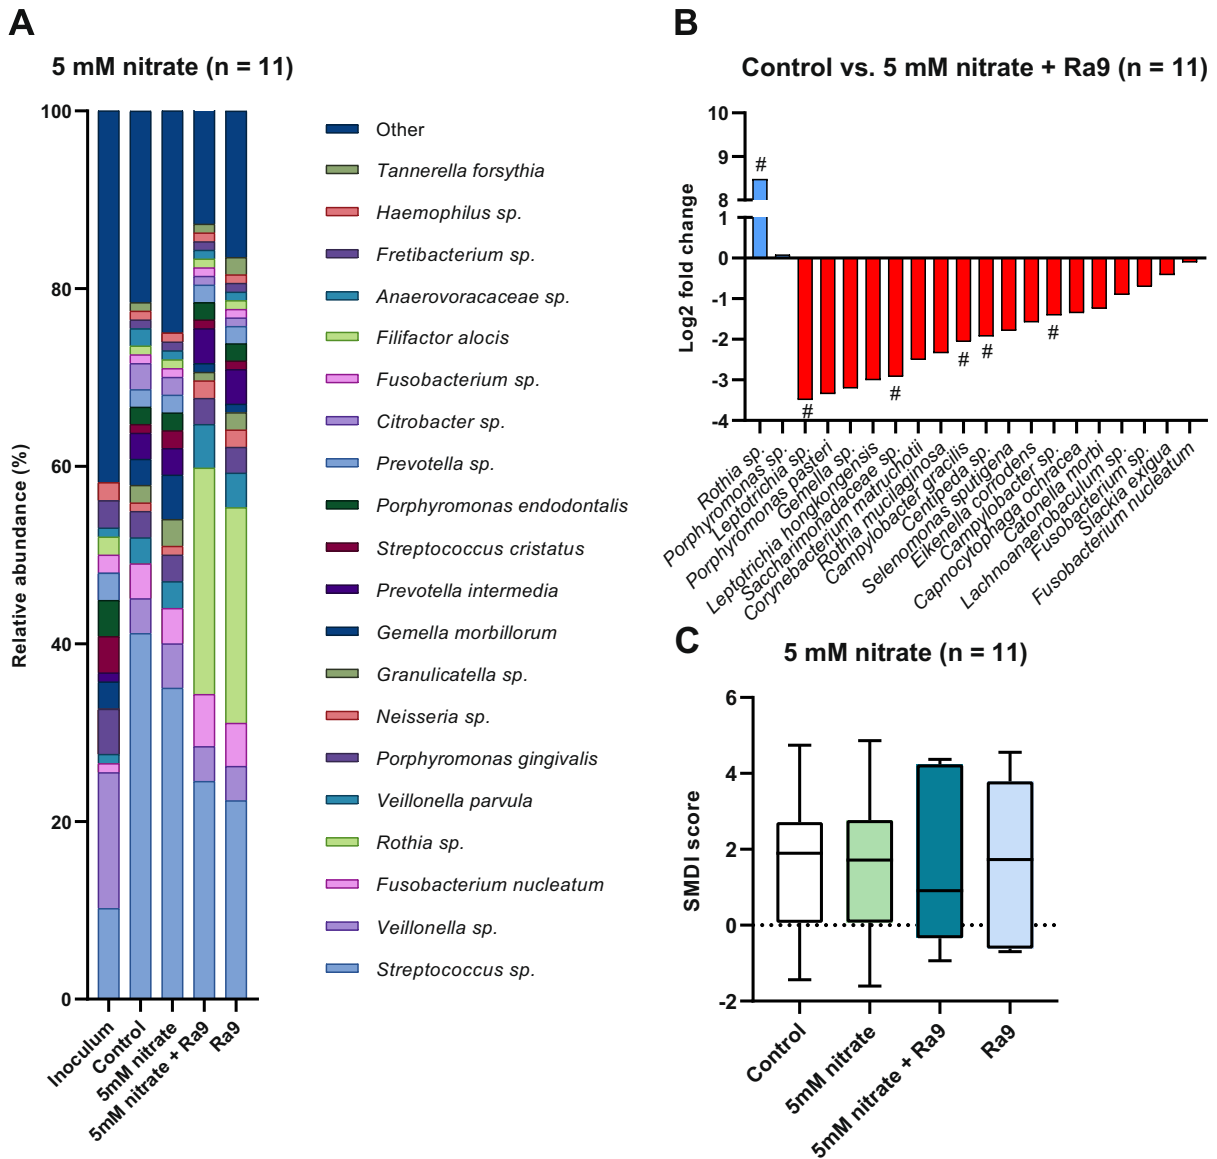 A
5 mM nitrate (n = 11)
Relative abundance (%)
100
80
60
40
20
0
Inoculum
Control
5mM nitrate
5mM nitrate + Ra9
Ra9
Other
Tannerella forsythia
Haemophilus sp.
Fretibacterium sp.
Anaerovoracaceae sp.
Filifactor alocis
Fusobacterium sp.
Citrobacter sp.
Prevotella sp.
Porphyromonas endodontalis
Streptococcus cristatus
Prevotella intermedia
Gemella morbillorum
Granulicatella sp.
Neisseria sp.
Porphyromonas gingivalis
Veillonella parvula
Rothia sp.
Fusobacterium nucleatum
Veillonella sp.
Streptococcus sp.
B
Control vs. 5 mM nitrate + Ra9 (n = 11)
Log2 fold change
10
9
8
1
0
-1
-2
-3
-4
#
#
#
#
#
#
Rothia sp.
Porphyromonas sp.
Leptotrichia sp.
Porphyromonas pasteri
Gemella sp.
Leptotrichia hongkongensis
Saccharimonadaceae sp.
Corynebacterium matruchotii
Rothia mucilaginosa
Campylobacter gracilis
Centipeda sp.
Selenomonas sputigena
Eikenella corrodens
Campylobacter sp.
Capnocytophaga ochracea
Catonella morbi
Lachnoanaerobaculum sp.
Fusobacterium sp.
Slackia exigua
Fusobacterium nucleatum
C
5 mM nitrate (n = 11)
SMDI score
6
4
2
0
-2
Control
5mM nitrate
5mM nitrate + Ra9
Ra9